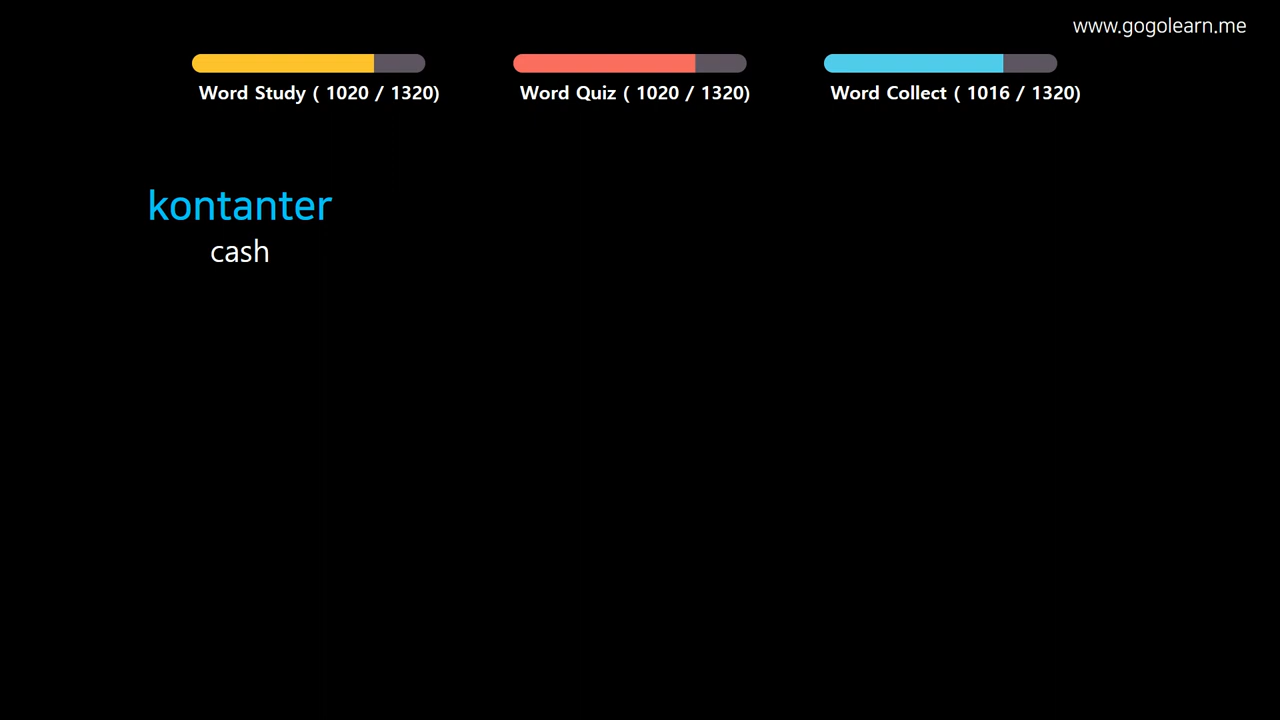 www.gogolearn.me
Word Study ( 1020 / 1320)
Word Quiz ( 1020 / 1320)
Word Collect ( 1016 / 1320)
kontanter
cash